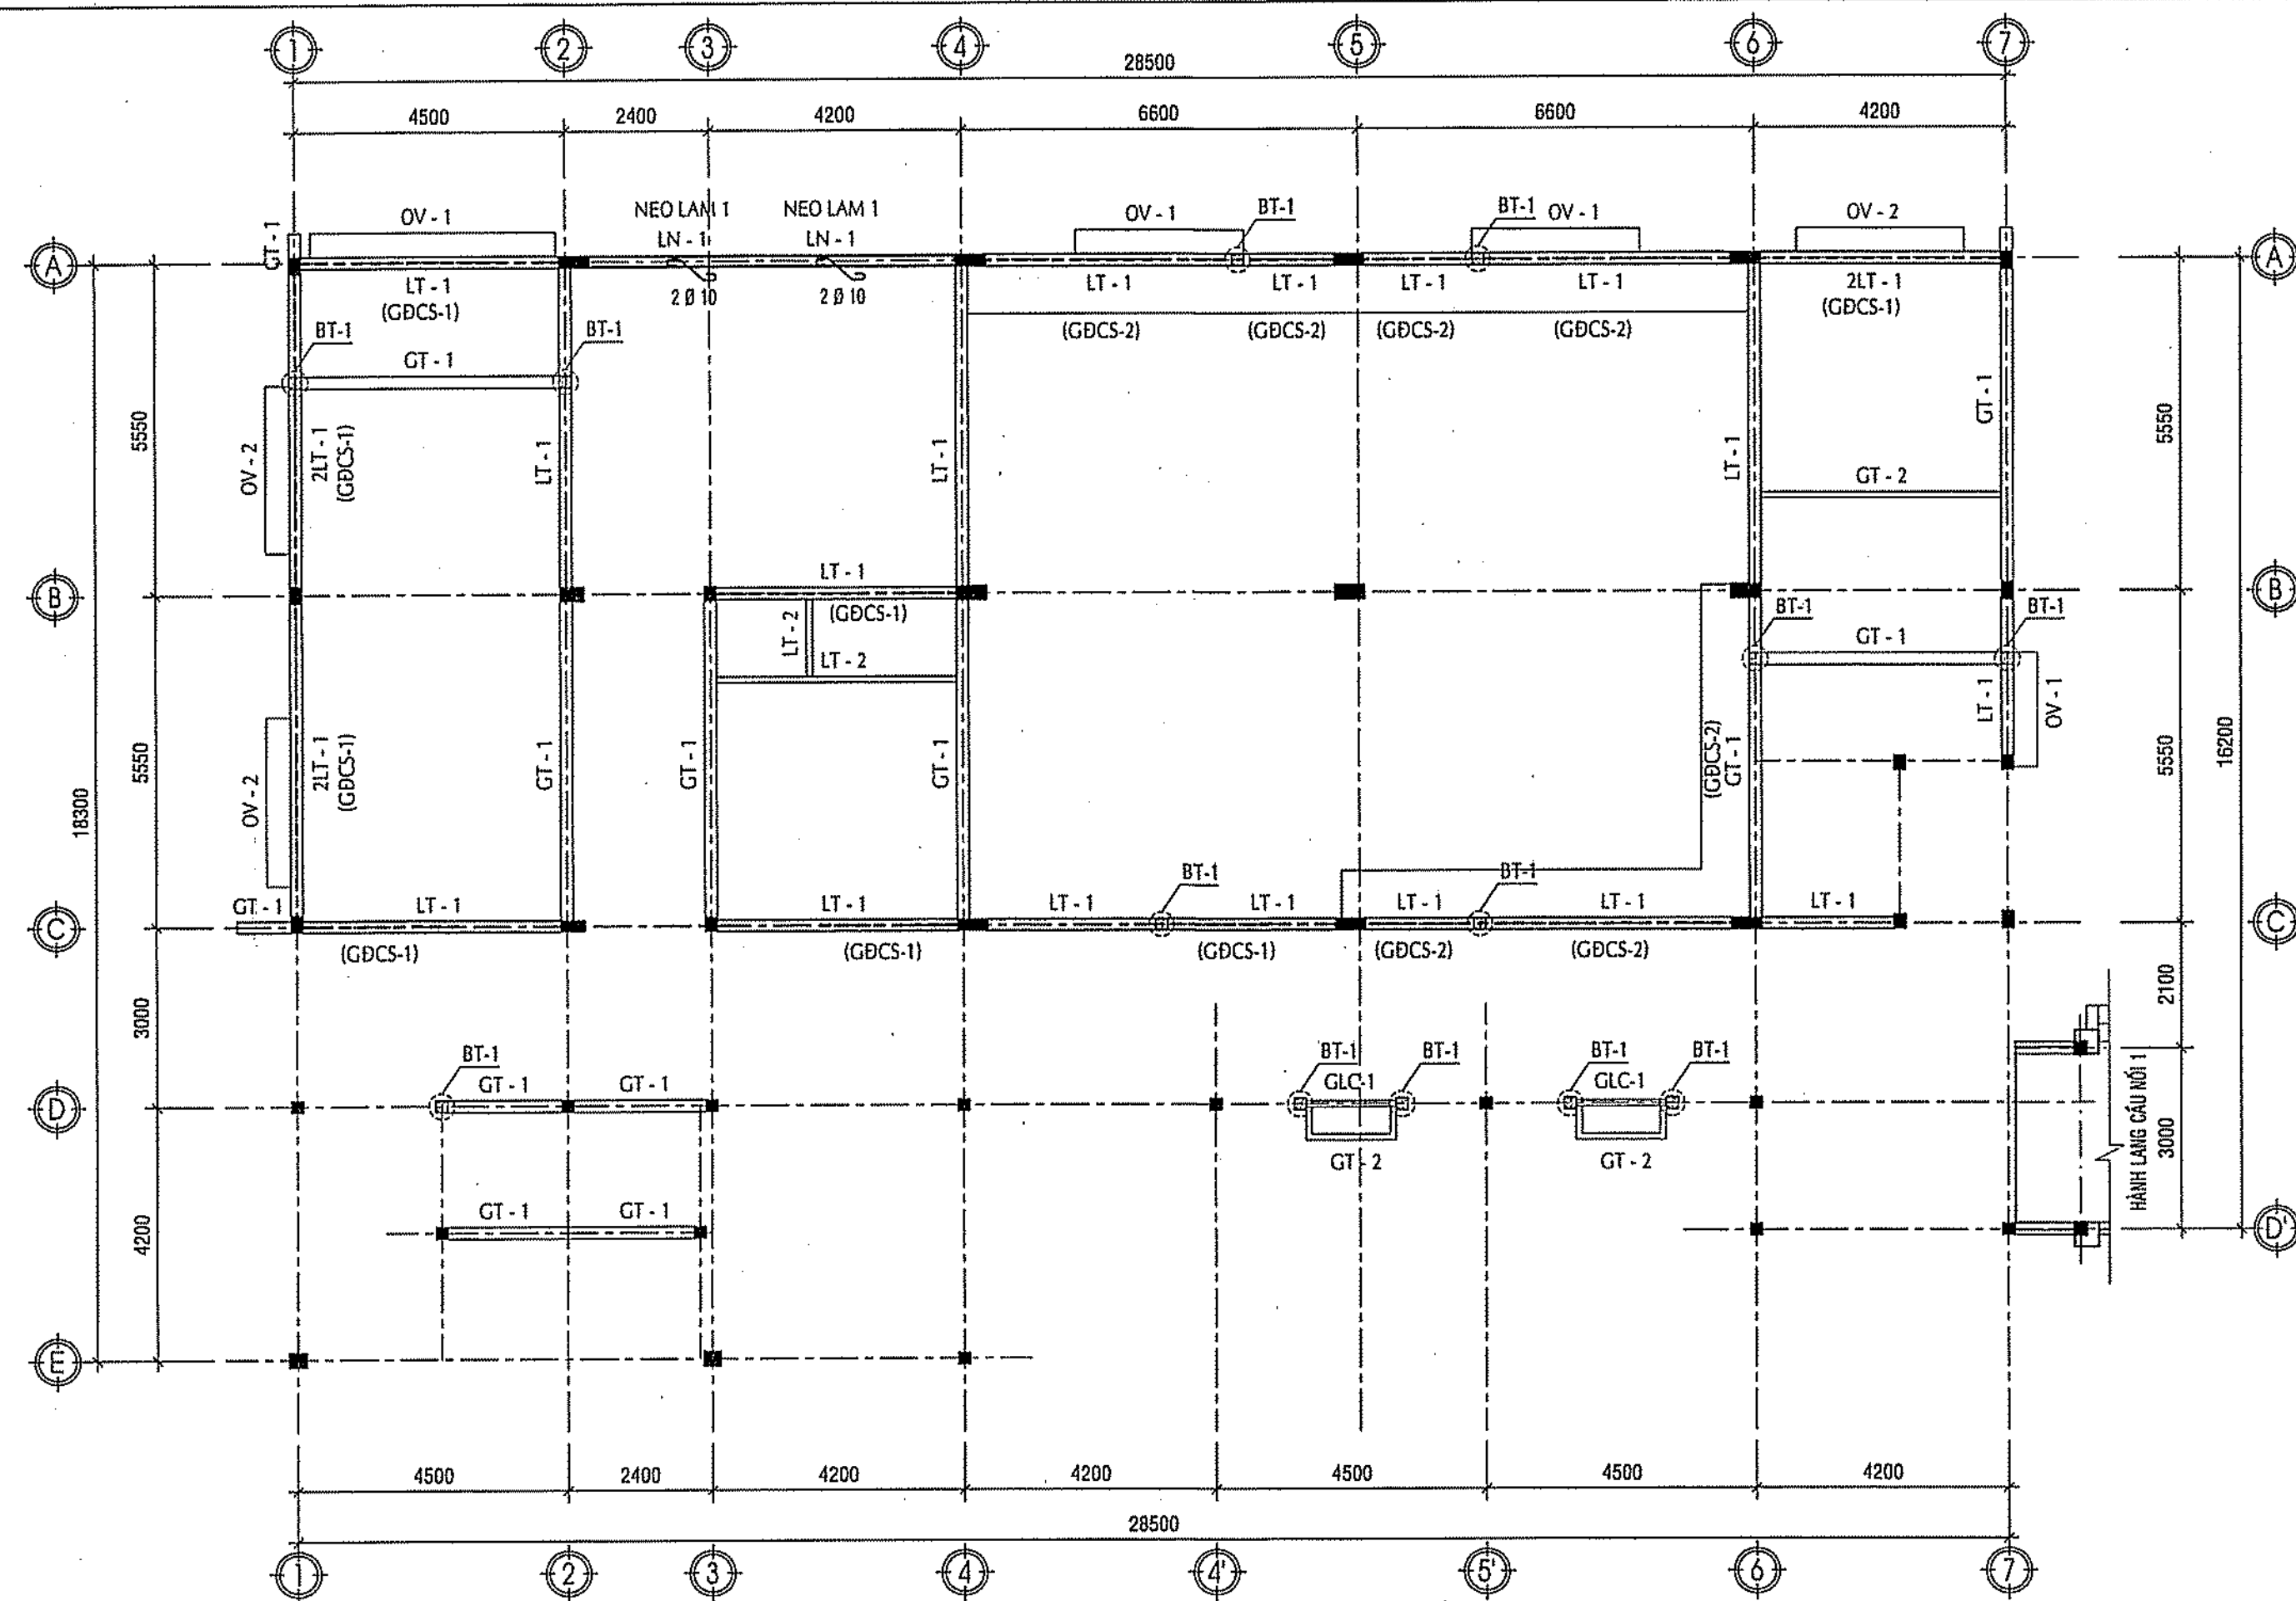 1 2 3 4 5 6 7
28500
4500 2400 4200 6600 6600 4200
NEO LAM 1 NEO LAM 1
OV - 1 LN - 1 LN - 1 OV - 1 BT-1 BT-1 OV - 1 OV - 2
GT - 1
A A
LT - 1 2 Ø 10 2 Ø 10 LT - 1 LT - 1 LT - 1 LT - 1 2LT - 1
(GĐCS-1) (GĐCS-1)
BT-1 BT-1 (GĐCS-2) (GĐCS-2) (GĐCS-2) (GĐCS-2)
GT - 1
GT - 1
5550 OV - 2 2LT - 1 (GĐCS-1) LT - 1 LT - 1 LT - 1 5550
GT - 2
B B
LT - 1
(GĐCS-1)
BT-1 BT-1
LT - 2
LT - 2
GT - 1
LT - 1 OV - 1
18300 5550 OV - 2 2LT - 1 (GĐCS-1) GT - 1 GT - 1 GT - 1 (GĐCS-2) GT - 1 5550 16200
BT-1 BT-1
GT - 1 LT - 1 LT - 1 LT - 1 LT - 1 LT - 1 LT - 1 LT - 1
C C
(GĐCS-1) (GĐCS-1) (GĐCS-1) (GĐCS-2) (GĐCS-2)
3000 2100
BT-1 BT-1 BT-1 BT-1 BT-1
GT - 1 GT - 1 GLC-1 GLC-1
D
GT - 2 GT - 2
HÀNH LANG CẦU NỐI 1
3000
4200 GT - 1 GT - 1
D'
E
4500 2400 4200 4200 4500 4500 4200
28500
1 2 3 4 4' 5' 6 7